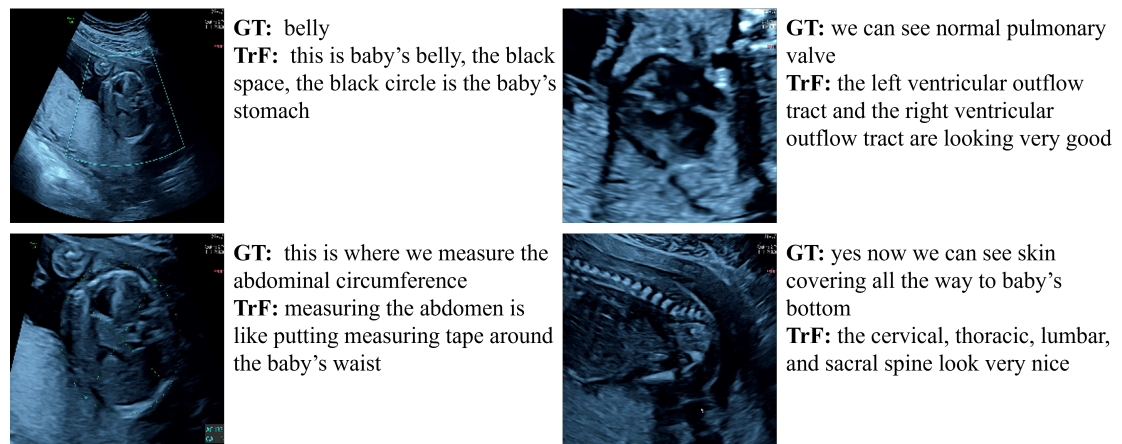 GT: belly
TrF: this is baby's belly, the black
space, the black circle is the baby's
stomach
GT: we can see normal pulmonary
valve
TrF: the left ventricular outflow
tract and the right ventricular
outflow tract are looking very good
GT: this is where we measure the
abdominal circumference
TrF: measuring the abdomen is
like putting measuring tape around
the baby's waist
GT: yes now we can see skin
covering all the way to baby's
bottom
TrF: the cervical, thoracic, lumbar,
and sacral spine look very nice